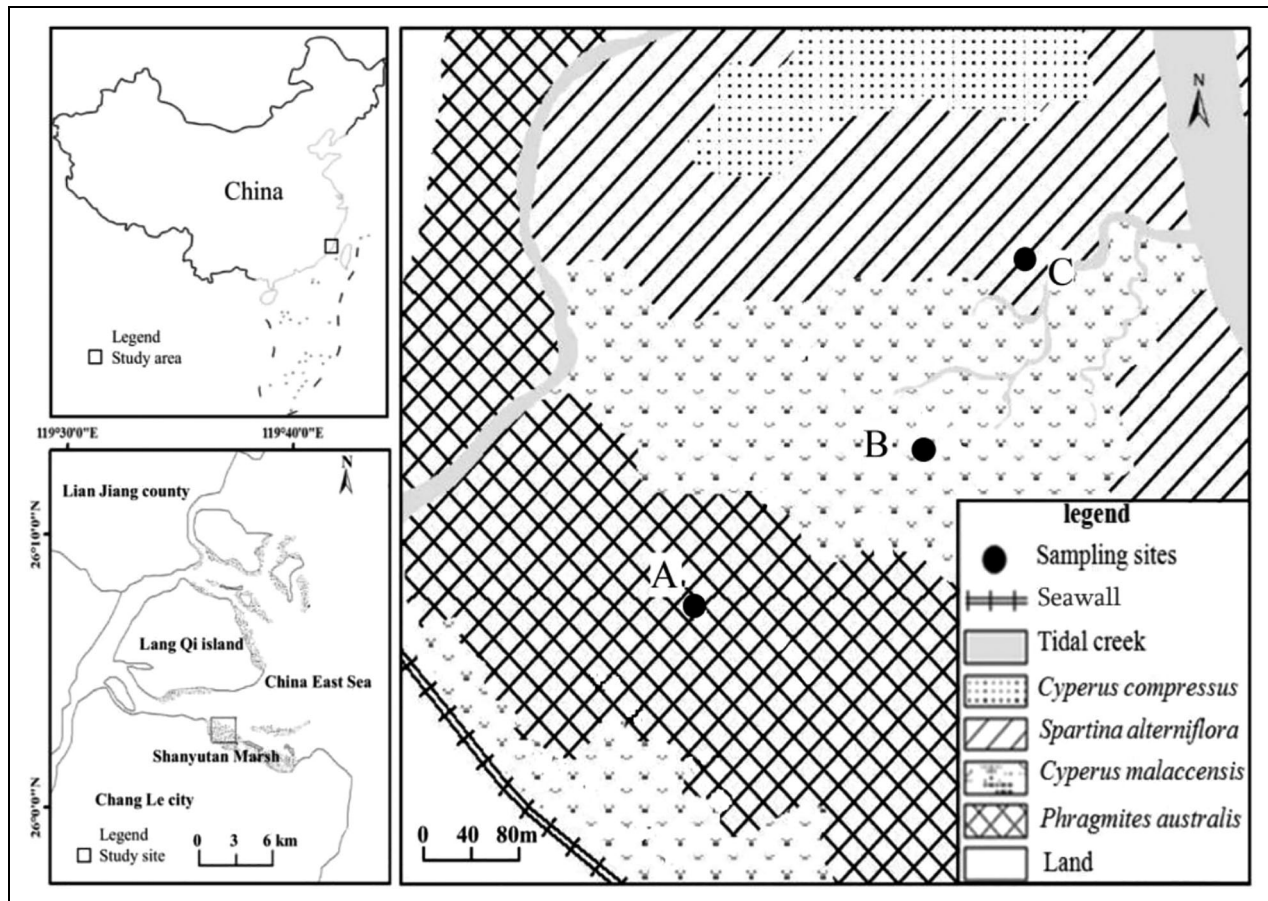 China
Legend
Study area
119°30'0"E
119°40'0"E
N
Lian Jiang county
26°10'0"N
Lang Qi island
China East Sea
Shanyutan Marsh
26°0'0"N
Chang Le city
Legend
0 3 6 km
Study site
N
C
B
A
0 40 80m
legend
Sampling sites
Seawall
Tidal creek
Cyperus compressus
Spartina alterniflora
Cyperus malaccensis
Phragmites australis
Land